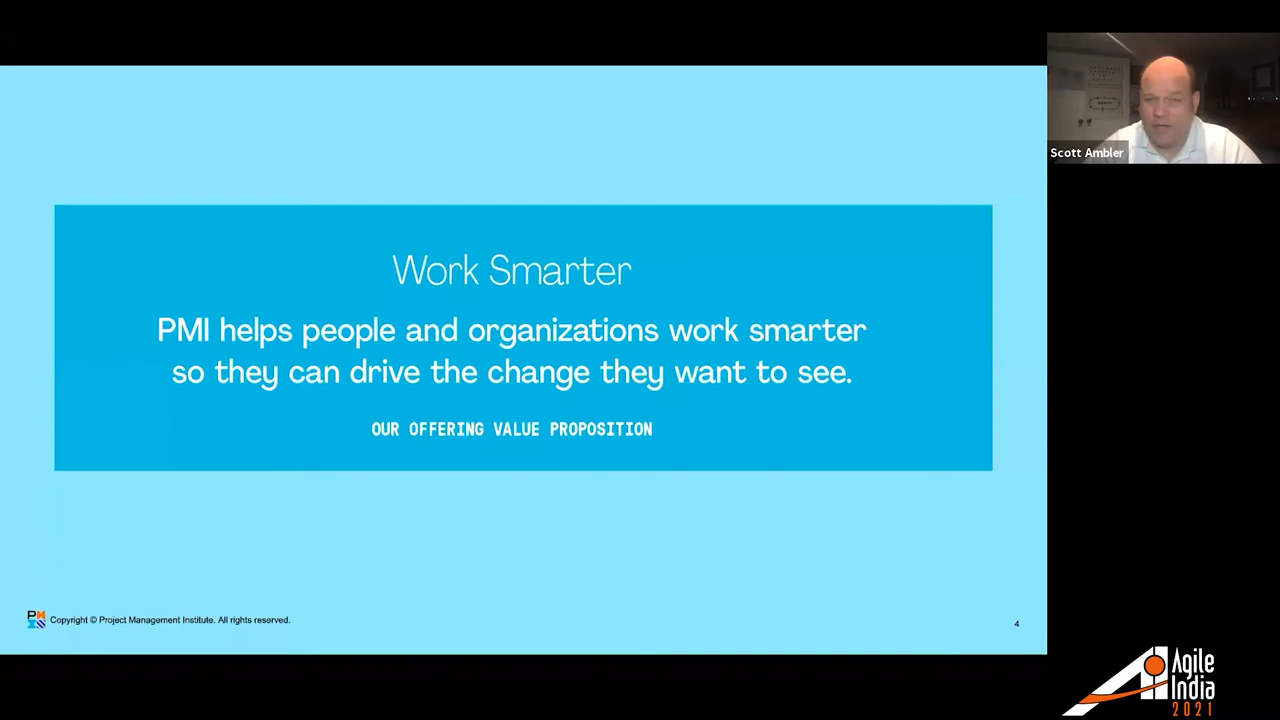 Work Smarter
PMI helps people and organizations work smarter
so they can drive the change they want to see.
OUR OFFERING VALUE PROPOSITION
Copyright © Project Management Institute. All rights reserved.
4
Scott Ambler
Agile
India
2021